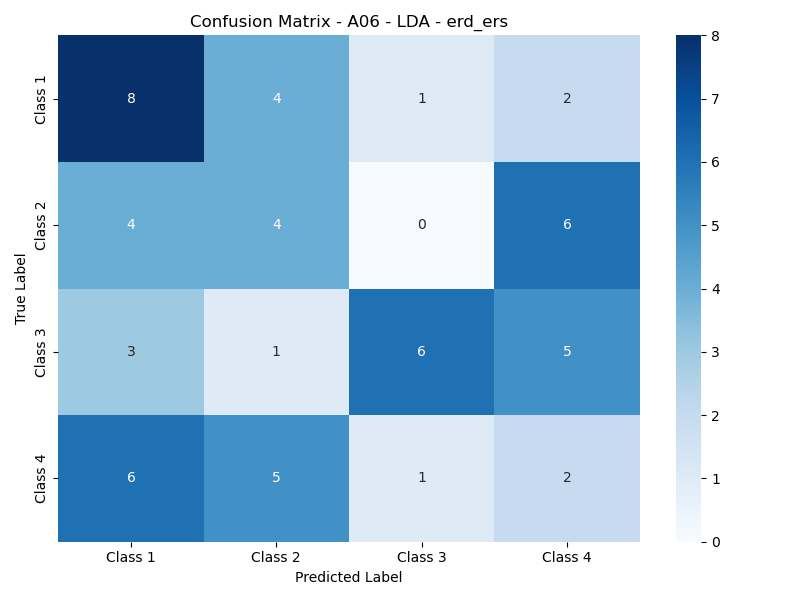 Confusion Matrix - A06 - LDA - erd_ers
True Label
Class 1
8 4 1 2
Class 2
4 4 0 6
Class 3
3 1 6 5
Class 4
6 5 1 2
Class 1 Class 2 Class 3 Class 4
Predicted Label
8
7
6
5
4
3
2
1
0